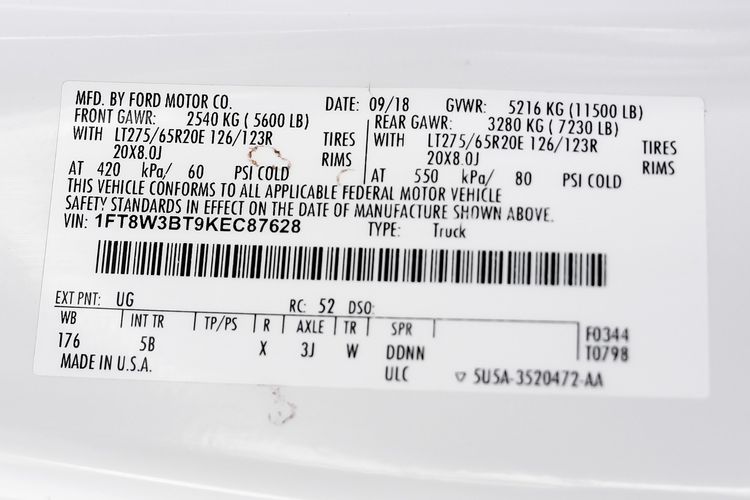 MFD. BY FORD MOTOR CO. DATE: 09/18 GVWR: 5216 KG (11500 LB)
FRONT GAWR: 2540 KG ( 5600 LB) REAR GAWR: 3280 KG ( 7230 LB)
WITH LT275/65R20E 126/123R TIRES WITH LT275/65R20E 126/123R TIRES
20X8.0J RIMS 20X8.0J RIMS
AT 420 kPa/ 60 PSI COLD AT 550 kPa/ 80 PSI COLD
THIS VEHICLE CONFORMS TO ALL APPLICABLE FEDERAL MOTOR VEHICLE
SAFETY STANDARDS IN EFFECT ON THE DATE OF MANUFACTURE SHOWN ABOVE.
VIN: 1FT8W3BT9KEC87628 TYPE: Truck
EXT PNT: UG RC: 52 DSO:
WB INT TR TP/PS R AXLE TR SPR F0344
176 5B X 3J W DDNN T0798
MADE IN U.S.A. ULC ▽ 5U5A-3520472-AA